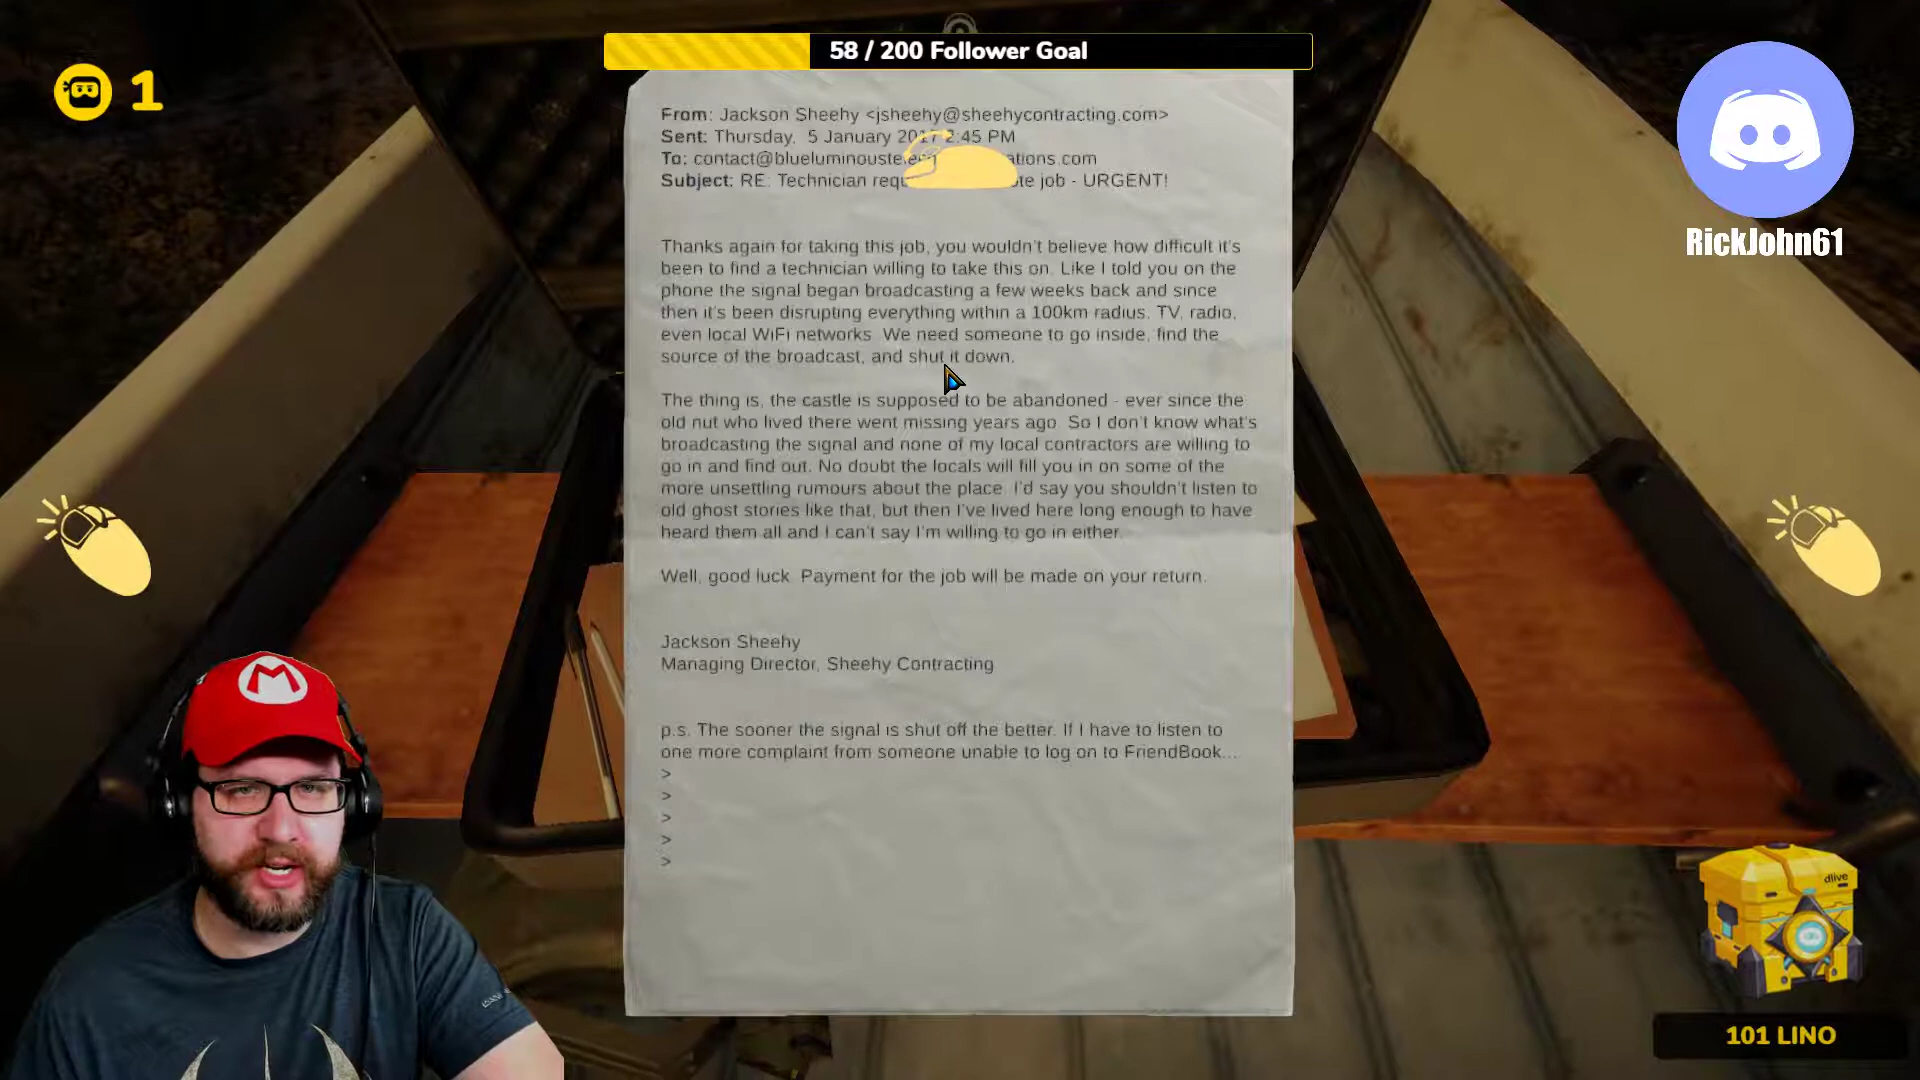 58 / 200 Follower Goal
1
From: Jackson Sheehy <jsheehy@sheehycontracting.com>
Sent: Thursday, 5 January 2017 2:45 PM
To:
Subject: RE: Technician job - URGENT!
RickJohn61
Thanks again for taking this job, you wouldn't believe how difficult it's
been to find a technician willing to take this on. Like I told you on the
phone the signal began broadcasting a few weeks back and since
then it's been disrupting everything within a 100km radius. TV, radio,
even local WiFi networks. We need someone to go inside, find the
source of the broadcast, and shut it down.
The thing is, the castle is supposed to be abandoned - ever since the
old nut who lived there went missing years ago. So I don't know what's
broadcasting the signal and none of my local contractors are willing to
go in and find out. No doubt the locals will fill you in on some of the
more unsettling rumours about the place. I'd say you shouldn't listen to
old ghost stories like that, but then I've lived here long enough to have
heard them all and I can't say I'm willing to go in either.
Well, good luck. Payment for the job will be made on your return.
Jackson Sheehy
Managing Director, Sheehy Contracting
p.s. The sooner the signal is shut off the better. If I have to listen to
one more complaint from someone unable to log on to FriendBook...
>
>
>
>
>
dlive
101 LINO